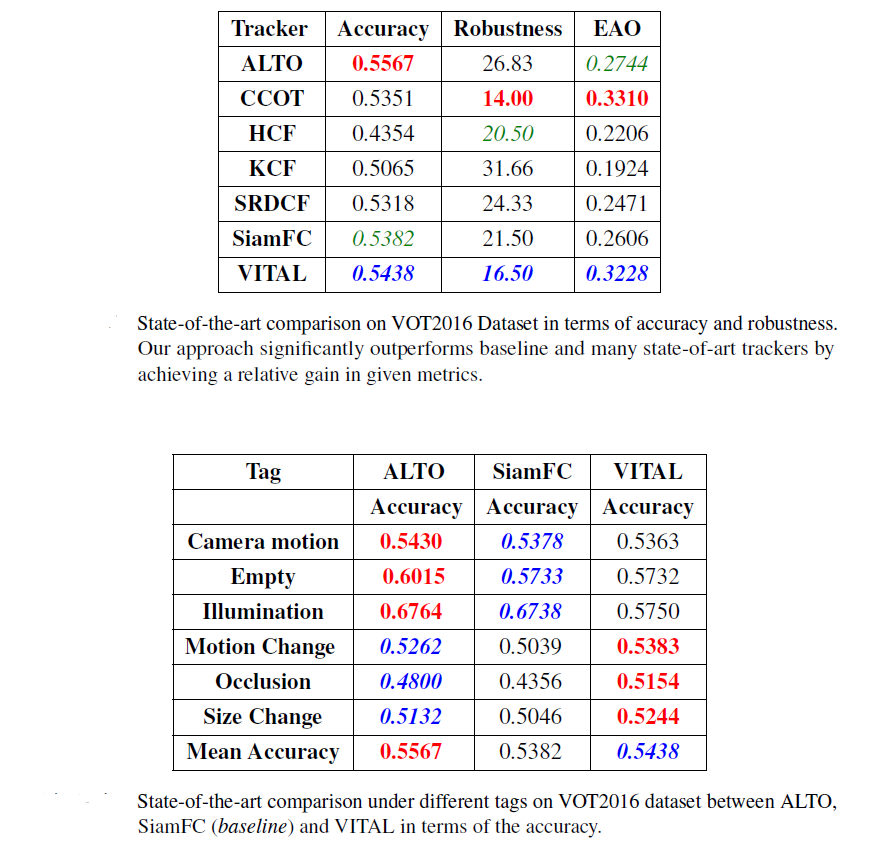 Tracker Accuracy Robustness EAO
ALTO 0.5567 26.83 0.2744
CCOT 0.5351 14.00 0.3310
HCF 0.4354 20.50 0.2206
KCF 0.5065 31.66 0.1924
SRDCF 0.5318 24.33 0.2471
SiamFC 0.5382 21.50 0.2606
VITAL 0.5438 16.50 0.3228
State-of-the-art comparison on VOT2016 Dataset in terms of accuracy and robustness.
Our approach significantly outperforms baseline and many state-of-art trackers by
achieving a relative gain in given metrics.
Tag ALTO SiamFC VITAL
Accuracy Accuracy Accuracy
Camera motion 0.5430 0.5378 0.5363
Empty 0.6015 0.5733 0.5732
Illumination 0.6764 0.6738 0.5750
Motion Change 0.5262 0.5039 0.5383
Occlusion 0.4800 0.4356 0.5154
Size Change 0.5132 0.5046 0.5244
Mean Accuracy 0.5567 0.5382 0.5438
State-of-the-art comparison under different tags on VOT2016 dataset between ALTO,
SiamFC (baseline) and VITAL in terms of the accuracy.